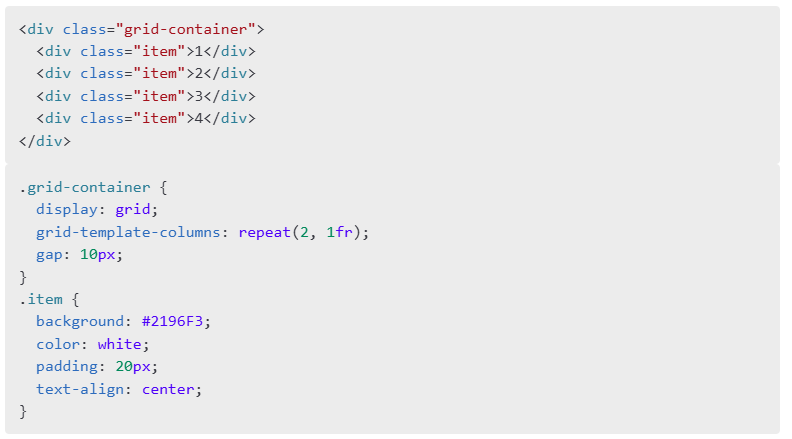 <div class="grid-container">
  <div class="item">1</div>
  <div class="item">2</div>
  <div class="item">3</div>
  <div class="item">4</div>
</div>
.grid-container {
  display: grid;
  grid-template-columns: repeat(2, 1fr);
  gap: 10px;
}
.item {
  background: #2196F3;
  color: white;
  padding: 20px;
  text-align: center;
}